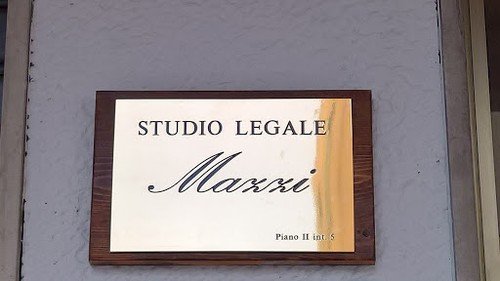 STUDIO LEGALE
Mazzi
Piano II int. 5